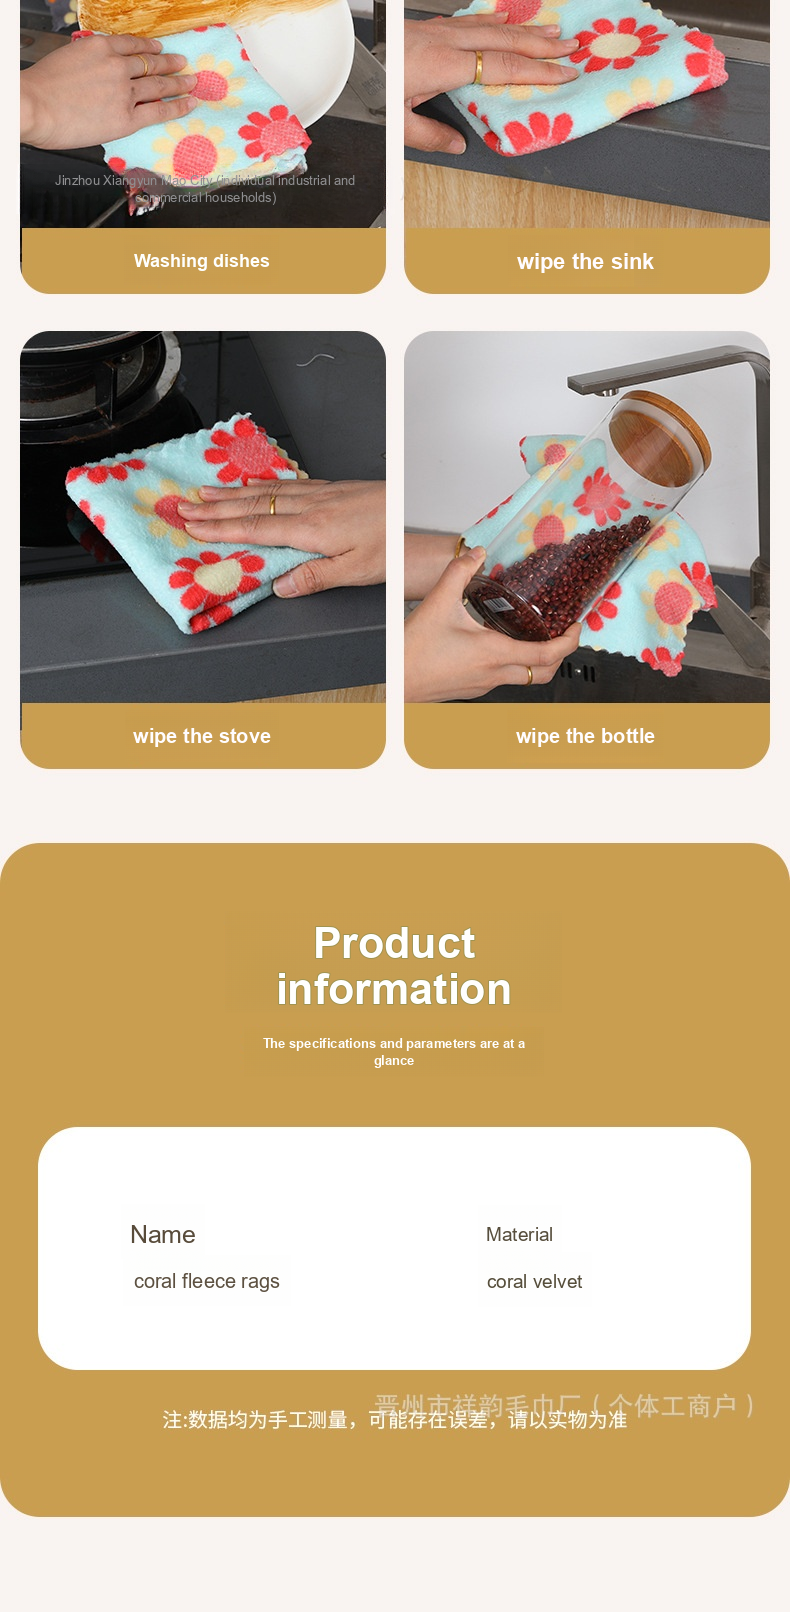 Jinzhou Xiangyun Mao City (individual industrial and
commercial households)
Washing dishes
wipe the sink
wipe the stove
wipe the bottle
Product
information
The specifications and parameters are at a
glance
Name
Material
coral fleece rags
coral velvet
晋州市祥韵毛巾厂（个体工商户）
注:数据均为手工测量，可能存在误差，请以实物为准